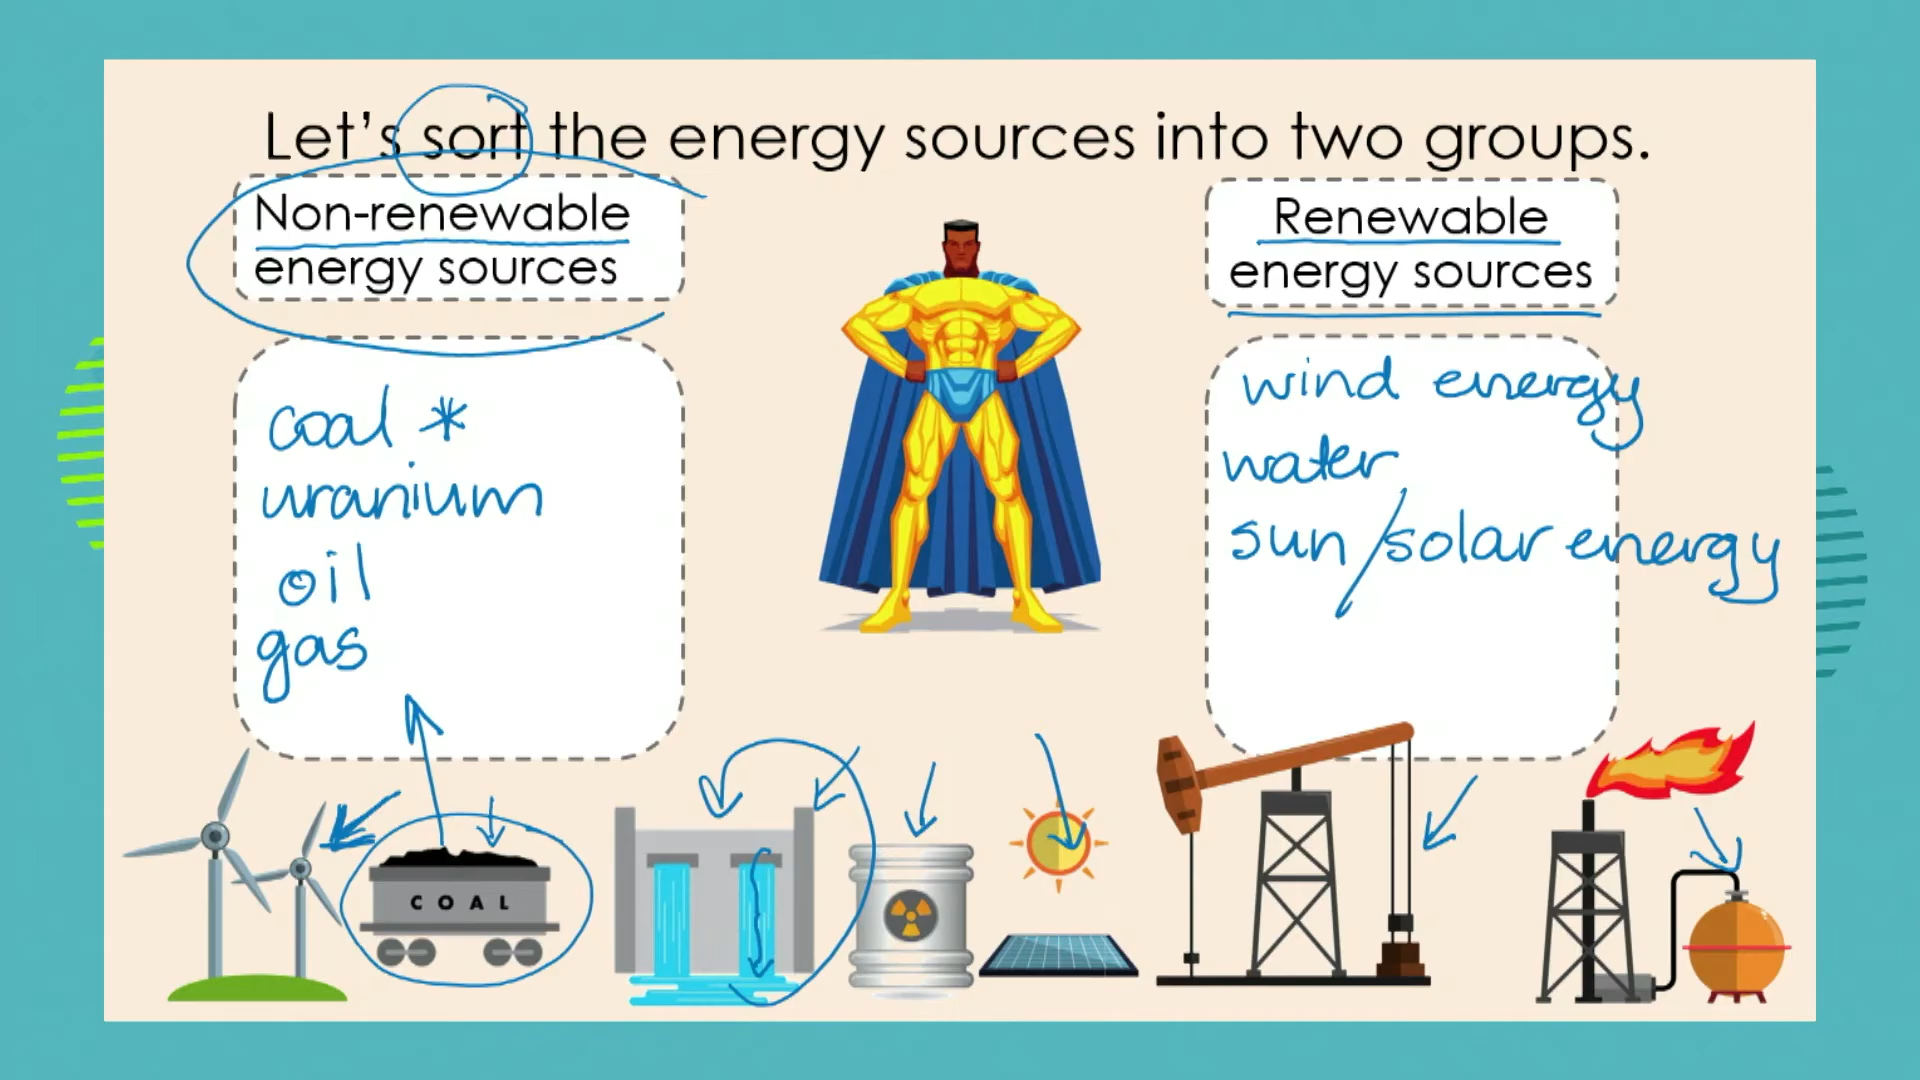 Let's sort the energy sources into two groups.
Non-renewable
energy sources
coal *
uranium
oil
gas
Renewable
energy sources
wind energy
water
sun/solar energy
COAL